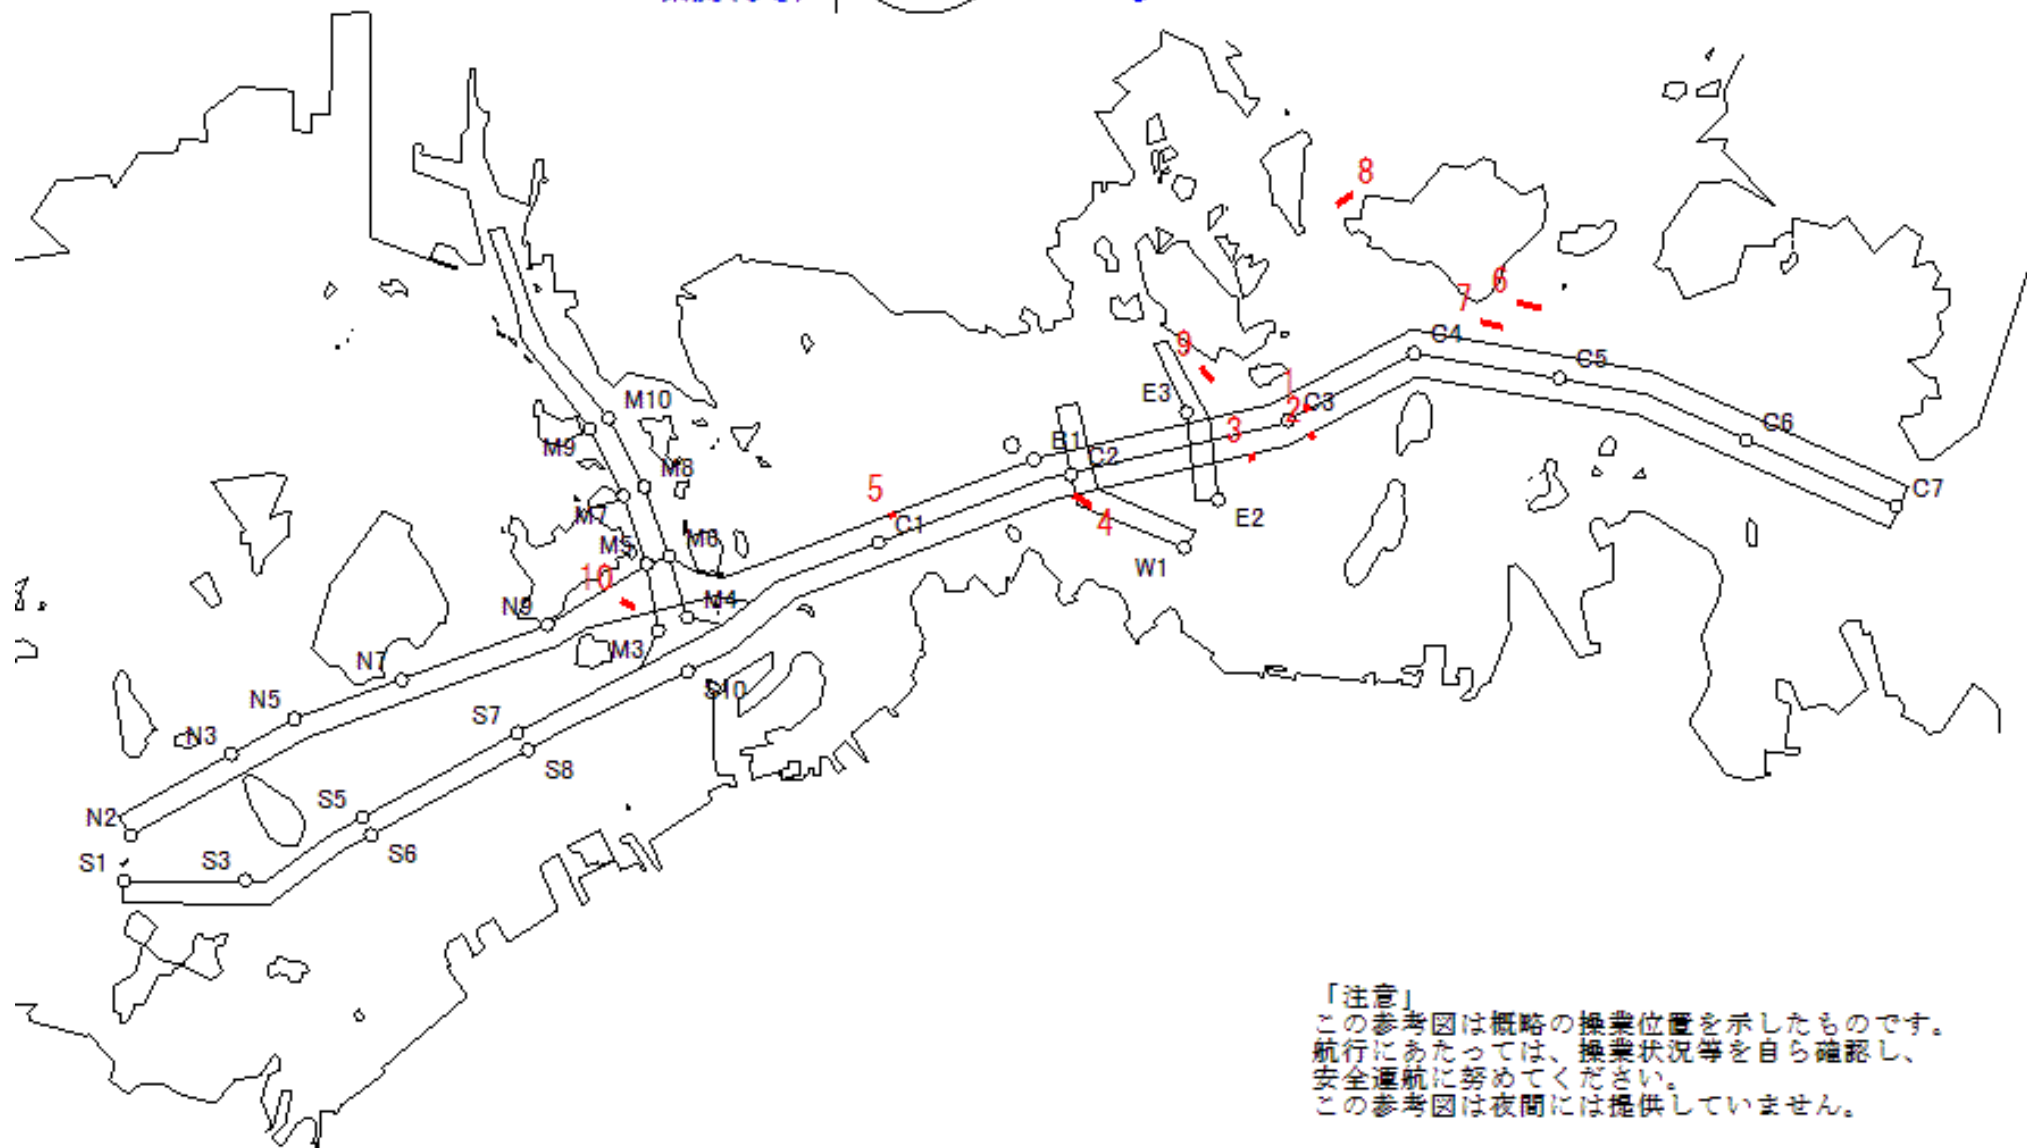 8
6
7
C4
C5
9
1
E3
C3
2
M10
3
B1
C6
M9
C2
M8
5
C7
M7
4
E2
C1
M5
M6
W1
10
N9
M4
M3
N7
S10
N5
S7
N3
S8
S5
N2
S6
S1
S3
「注意」
この参考図は概略の操業位置を示したものです。
航行にあたっては、操業状況等を自ら確認し、
安全運航に努めてください。
この参考図は夜間には提供していません。